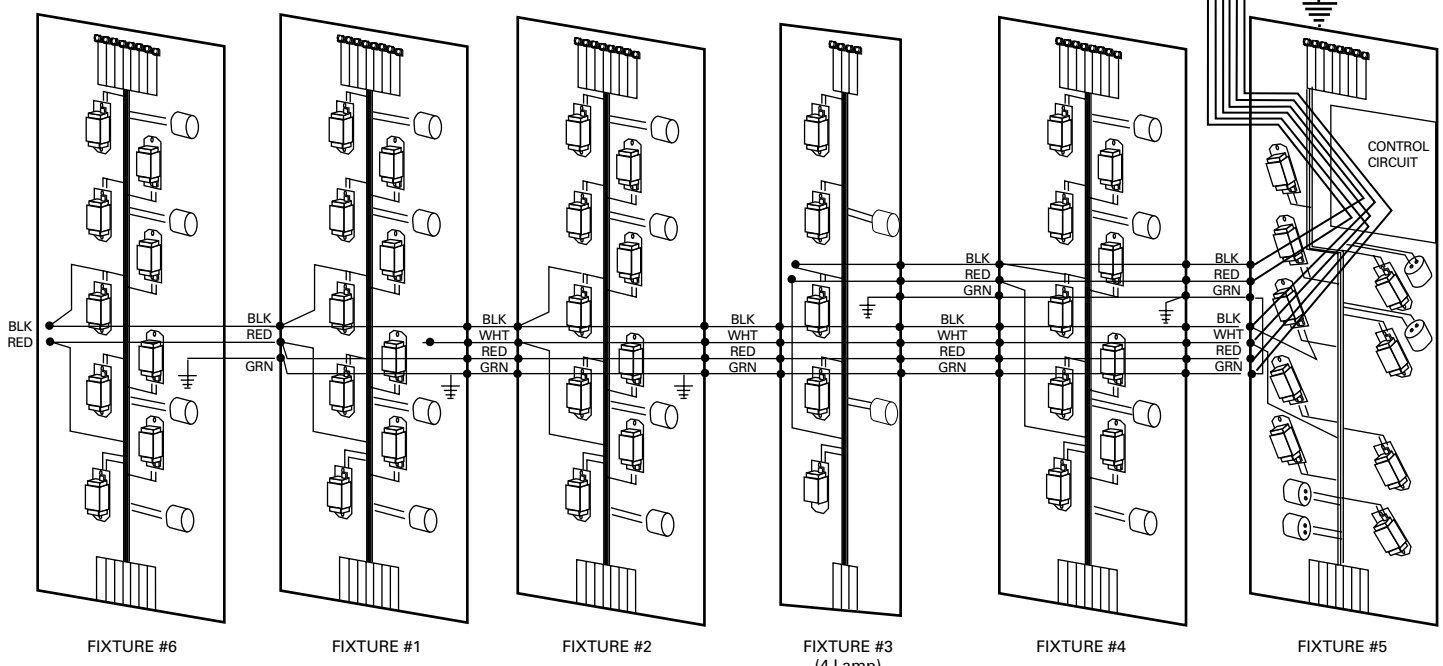 CONTROL
CIRCUIT
BLK
RED
GRN
BLK
RED
GRN
BLK
WHT
RED
GRN
BLK
WHT
RED
GRN
BLK
RED
GRN
BLK
WHT
RED
GRN
BLK
RED
GRN
BLK
WHT
RED
GRN
FIXTURE #6
FIXTURE #1
FIXTURE #2
FIXTURE #3
(4 Lamp)
FIXTURE #4
FIXTURE #5